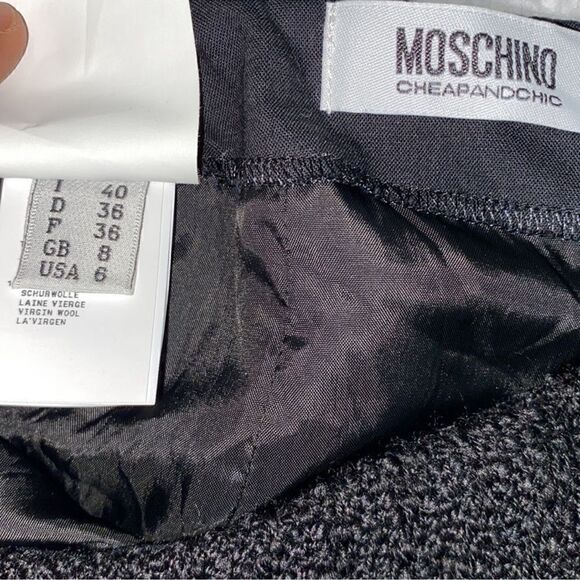 MOSCHINO
CHEAPANDCHIC
I 40
D 36
F 36
GB 8
USA 6
SCHURWOLLE
LAINE VIERGE
VIRGIN WOOL
LA'VIRGEN